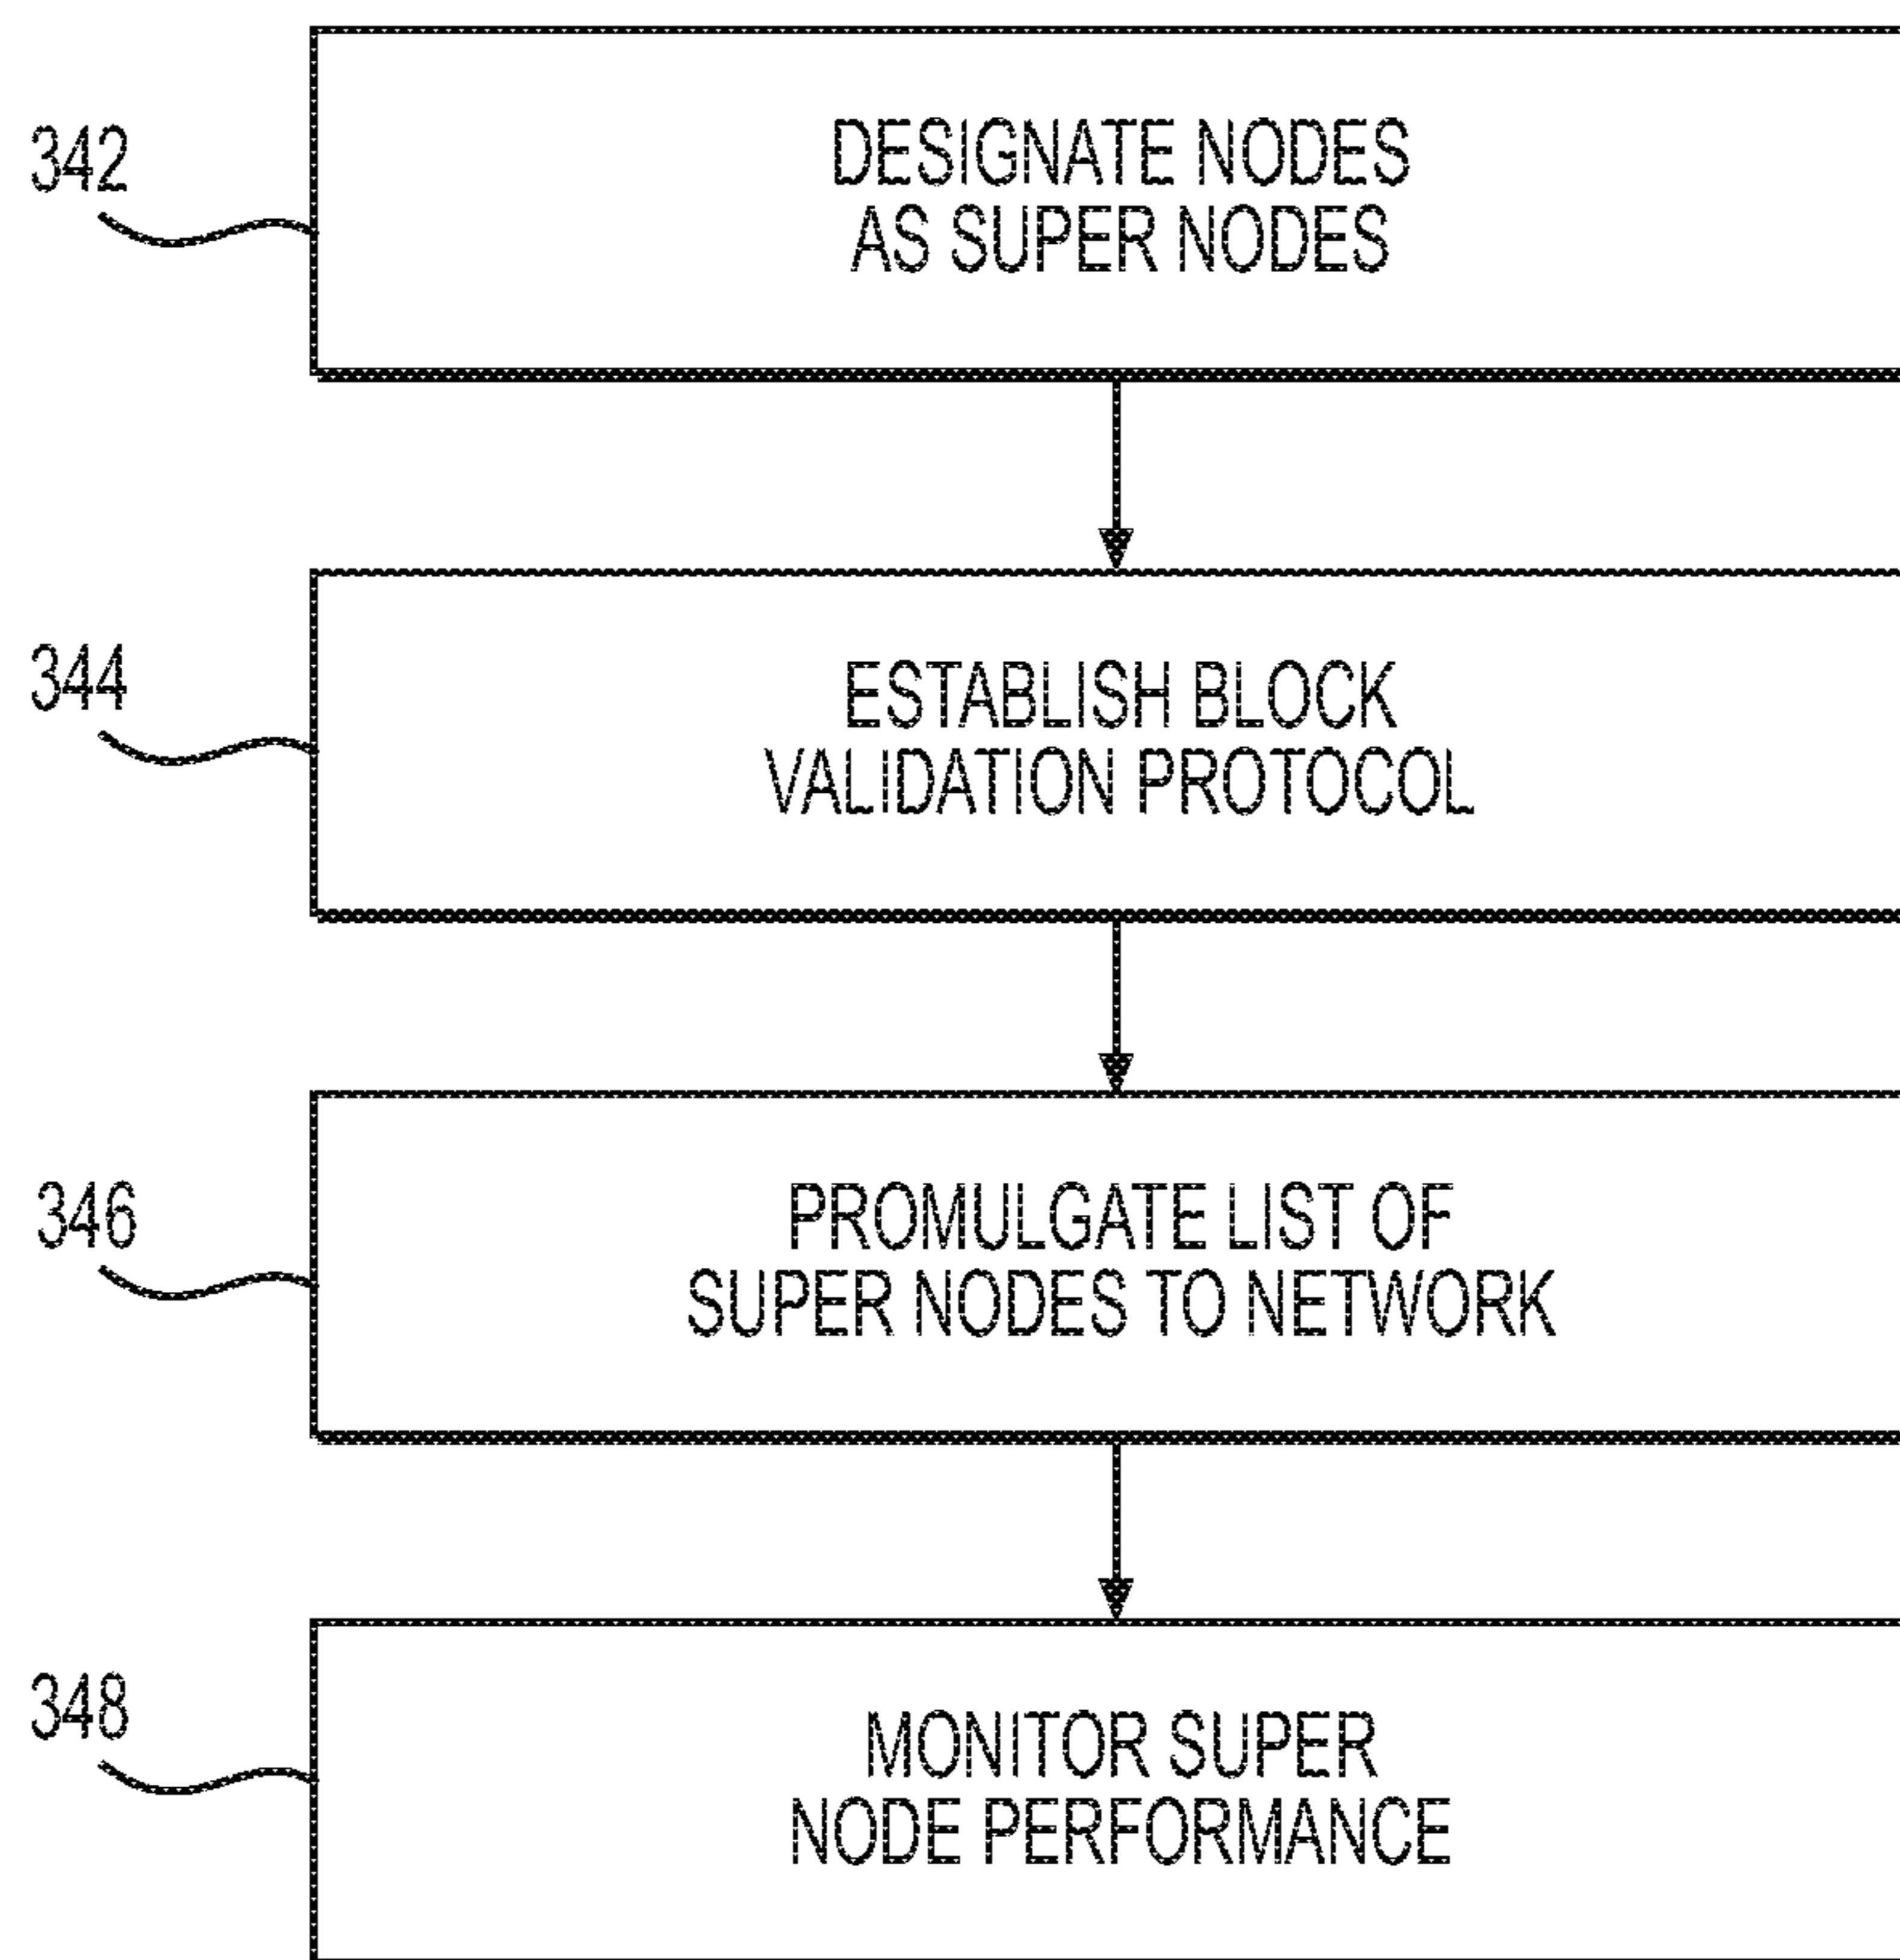 342
DESIGNATE NODES
AS SUPER NODES
344
ESTABLISH BLOCK
VALIDATION PROTOCOL
346
PROMULGATE LIST OF
SUPER NODES TO NETWORK
348
MONITOR SUPER
NODE PERFORMANCE